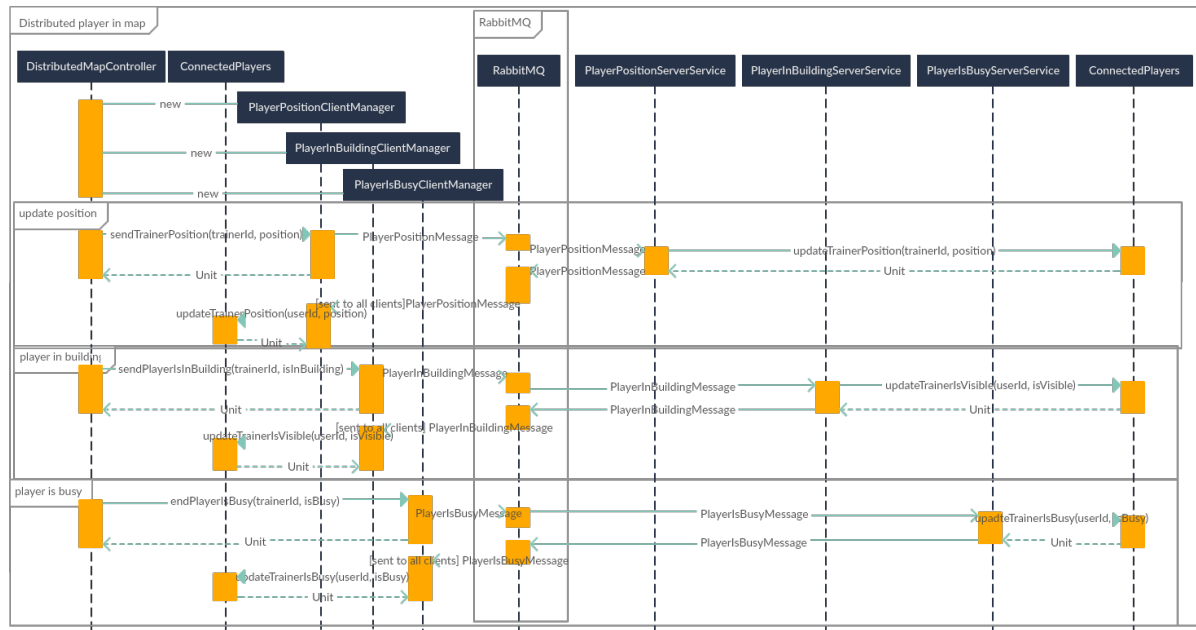 Distributed player in map
RabbitMQ
DistributedMapController
ConnectedPlayers
RabbitMQ
PlayerPositionServerService
PlayerInBuildingServerService
PlayerIsBusyServerService
ConnectedPlayers
new
PlayerPositionClientManager
new
PlayerInBuildingClientManager
new
PlayerIsBusyClientManager
update position
sendTrainerPosition(trainerId, position)
PlayerPositionMessage
PlayerPositionMessage
updateTrainerPosition(trainerId, position)
Unit
PlayerPositionMessage
Unit
[sent to all clients]PlayerPositionMessage
updateTrainerPosition(userId, position)
Unit
player in building
sendPlayerIsInBuilding(trainerId, isInBuilding)
PlayerInBuildingMessage
PlayerInBuildingMessage
updateTrainerIsVisible(userId, isVisible)
Unit
PlayerInBuildingMessage
Unit
[sent to all clients] PlayerInBuildingMessage
updateTrainerIsVisible(userId, isVisible)
Unit
player is busy
endPlayerIsBusy(trainerId, isBusy)
PlayerIsBusyMessage
PlayerIsBusyMessage
upadteTrainerIsBusy(userId, isBusy)
Unit
PlayerIsBusyMessage
Unit
[sent to all clients] PlayerIsBusyMessage
updateTrainerIsBusy(userId, isBusy)
Unit